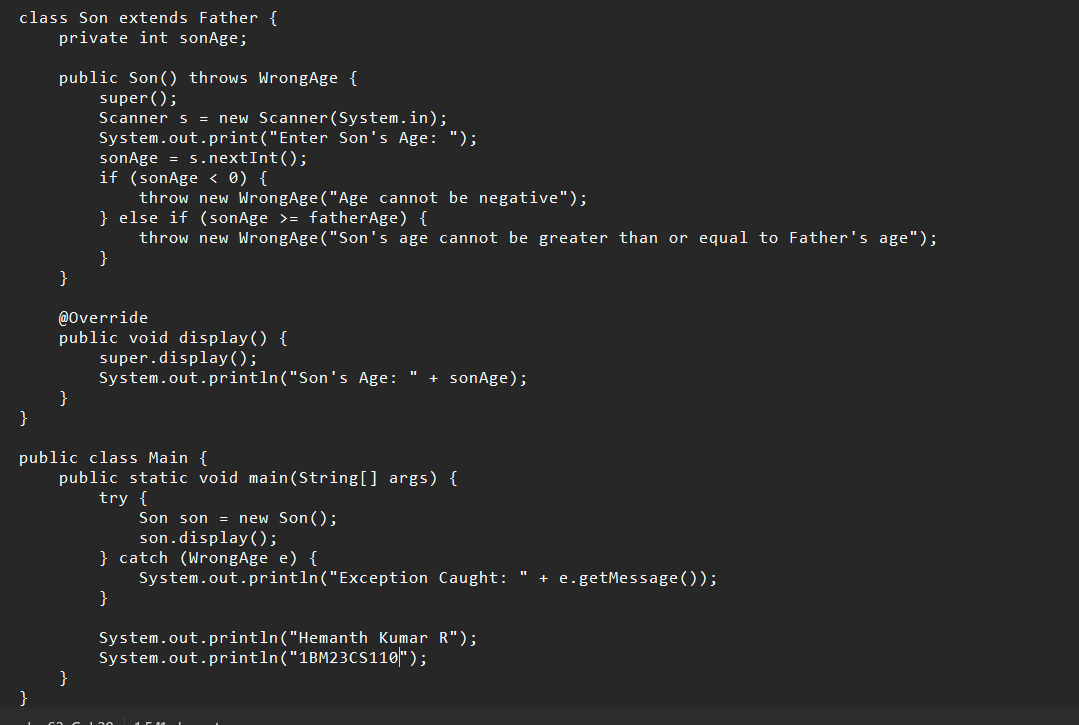 class Son extends Father {
    private int sonAge;

    public Son() throws WrongAge {
        super();
        Scanner s = new Scanner(System.in);
        System.out.print("Enter Son's Age: ");
        sonAge = s.nextInt();
        if (sonAge < 0) {
            throw new WrongAge("Age cannot be negative");
        } else if (sonAge >= fatherAge) {
            throw new WrongAge("Son's age cannot be greater than or equal to Father's age");
        }
    }

    @Override
    public void display() {
        super.display();
        System.out.println("Son's Age: " + sonAge);
    }
}

public class Main {
    public static void main(String[] args) {
        try {
            Son son = new Son();
            son.display();
        } catch (WrongAge e) {
            System.out.println("Exception Caught: " + e.getMessage());
        }

        System.out.println("Hemanth Kumar R");
        System.out.println("1BM23CS110");
    }
}